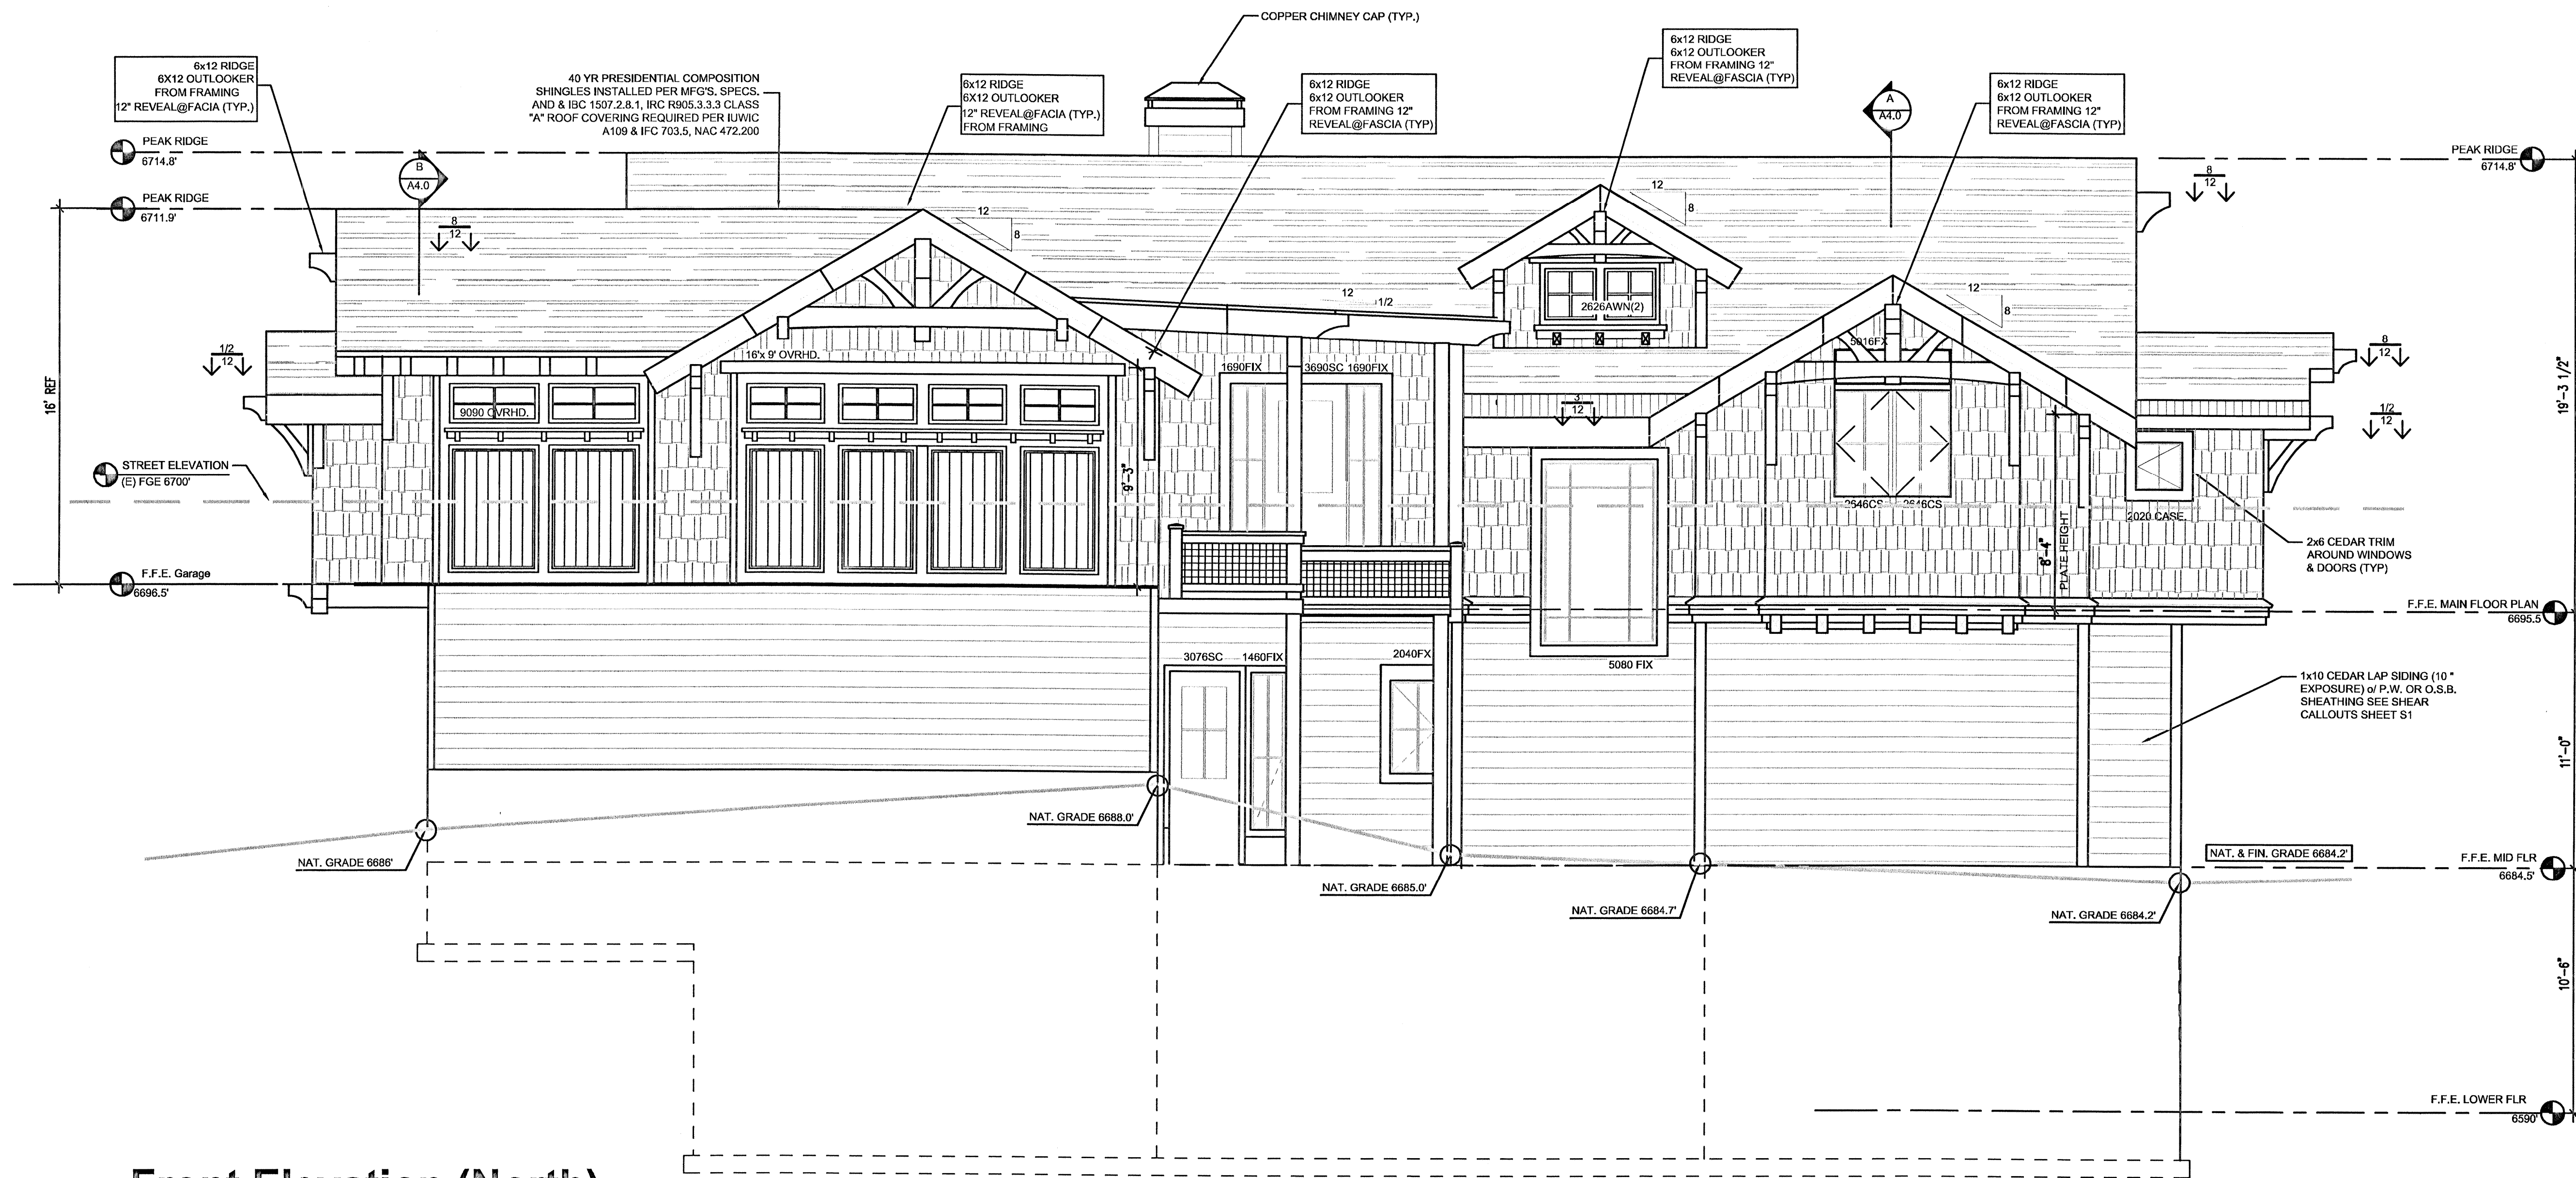 COPPER CHIMNEY CAP (TYP.)
6x12 RIDGE
6X12 OUTLOOKER
FROM FRAMING
12" REVEAL@FACIA (TYP.)
40 YR PRESIDENTIAL COMPOSITION
SHINGLES INSTALLED PER MFG'S. SPECS.
AND & IBC 1507.2.8.1, IRC R905.3.3.3 CLASS
"A" ROOF COVERING REQUIRED PER IUWIC
A109 & IFC 703.5, NAC 472.200
6x12 RIDGE
6X12 OUTLOOKER
12" REVEAL@FACIA (TYP.)
FROM FRAMING
6x12 RIDGE
6x12 OUTLOOKER
FROM FRAMING 12"
REVEAL@FASCIA (TYP)
6x12 RIDGE
6x12 OUTLOOKER
FROM FRAMING 12"
REVEAL@FASCIA (TYP)
6x12 RIDGE
6x12 OUTLOOKER
FROM FRAMING 12"
REVEAL@FASCIA (TYP)
A
A4.0
PEAK RIDGE
6714.8'
B
A4.0
PEAK RIDGE
6714.8'
8
12
PEAK RIDGE
6711.9'
8
12
12
8
12
8
12
8
12
1/2
2626AWN(2)
16' REF
1/2
12
16'x 9' OVRHD.
9090 OVRHD.
1690FIX
3690SC 1690FIX
3
12
5016FX
8
12
1/2
12
19'-3 1/2"
STREET ELEVATION
(E) FGE 6700'
9'-3"
2646CS 2646CS
8'-4"
PLATE HEIGHT
2020 CASE.
2x6 CEDAR TRIM
AROUND WINDOWS
& DOORS (TYP)
F.F.E. Garage
6696.5'
F.F.E. MAIN FLOOR PLAN
6695.5
3076SC
1460FIX
2040FX
5080 FIX
1x10 CEDAR LAP SIDING (10 "
EXPOSURE) o/ P.W. OR O.S.B.
SHEATHING SEE SHEAR
CALLOUTS SHEET S1
11'-0"
NAT. GRADE 6688.0'
NAT. GRADE 6686'
NAT. GRADE 6685.0'
NAT. GRADE 6684.7'
NAT. GRADE 6684.2'
NAT. & FIN. GRADE 6684.2'
F.F.E. MID FLR
6684.5'
10'-6"
F.F.E. LOWER FLR
6590'
Front Elevation (North)